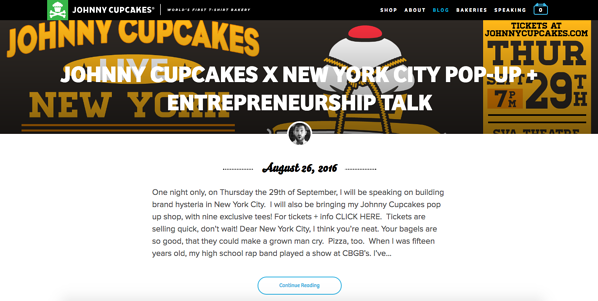 JOHNNY CUPCAKES® WORLD'S FIRST T-SHIRT BAKERY SHOP ABOUT BLOG BAKERIES SPEAKING 0
JOHNNY CUPCAKES
LIVE
NEW YORK
TICKETS AT
JOHNNYCUPCAKES.COM
THUR
7PM 29TH
SVA THEATRE
JOHNNY CUPCAKES X NEW YORK CITY POP-UP +
ENTREPRENEURSHIP TALK
August 26, 2016
One night only, on Thursday the 29th of September, I will be speaking on building
brand hysteria in New York City.  I will also be bringing my Johnny Cupcakes pop
up shop, with nine exclusive tees! For tickets + info CLICK HERE.  Tickets are
selling quick, don't wait! Dear New York City, I think you're neat. Your bagels are
so good, that they could make a grown man cry.  Pizza, too.  When I was fifteen
years old, my high school rap band played a show at CBGB's. I've...
Continue Reading